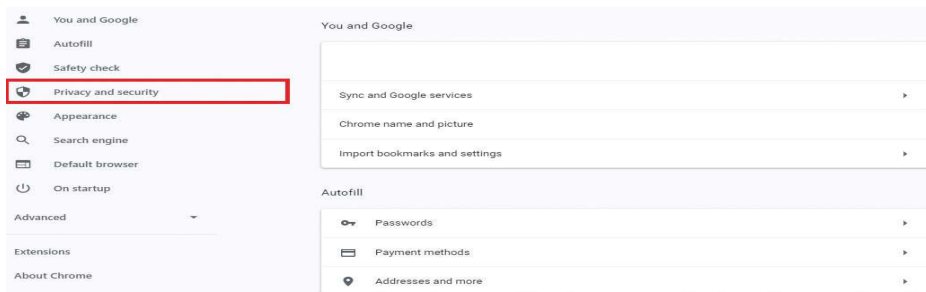 You and Google
Autofill
Safety check
Privacy and security
Appearance
Search engine
Default browser
On startup
Advanced
Extensions
About Chrome
You and Google
Sync and Google services
Chrome name and picture
Import bookmarks and settings
Autofill
Passwords
Payment methods
Addresses and more